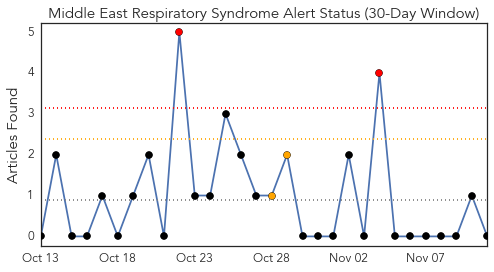 Middle East Respiratory Syndrome Alert Status (30-Day Window)
Articles Found
5
4
3
2
1
0
Oct 13 Oct 18 Oct 23 Oct 28 Nov 02 Nov 07